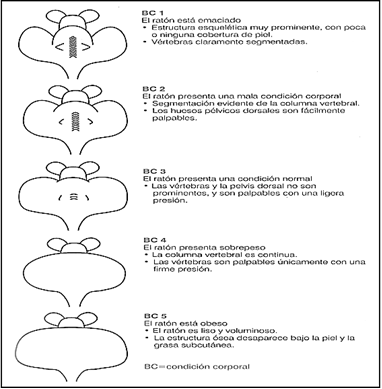 BC 1
El ratón está emaciado
• Estructura esquelética muy prominente, con poca
o ninguna cobertura de piel.
• Vértebras claramente segmentadas.
BC 2
El ratón presenta una mala condición corporal
• Segmentación evidente de la columna vertebral.
• Los huesos pélvicos dorsales son fácilmente
palpables.
BC 3
El ratón presenta una condición normal
• Las vértebras y la pelvis dorsal no son
prominentes, y son palpables con una ligera
presión.
BC 4
El ratón presenta sobrepeso
• La columna vertebral es continua.
• Las vértebras son palpables únicamente con una
firme presión.
BC 5
El ratón está obeso
• El ratón es liso y voluminoso.
• La estructura ósea desaparece bajo la piel y la
grasa subcutánea.
BC=condición corporal